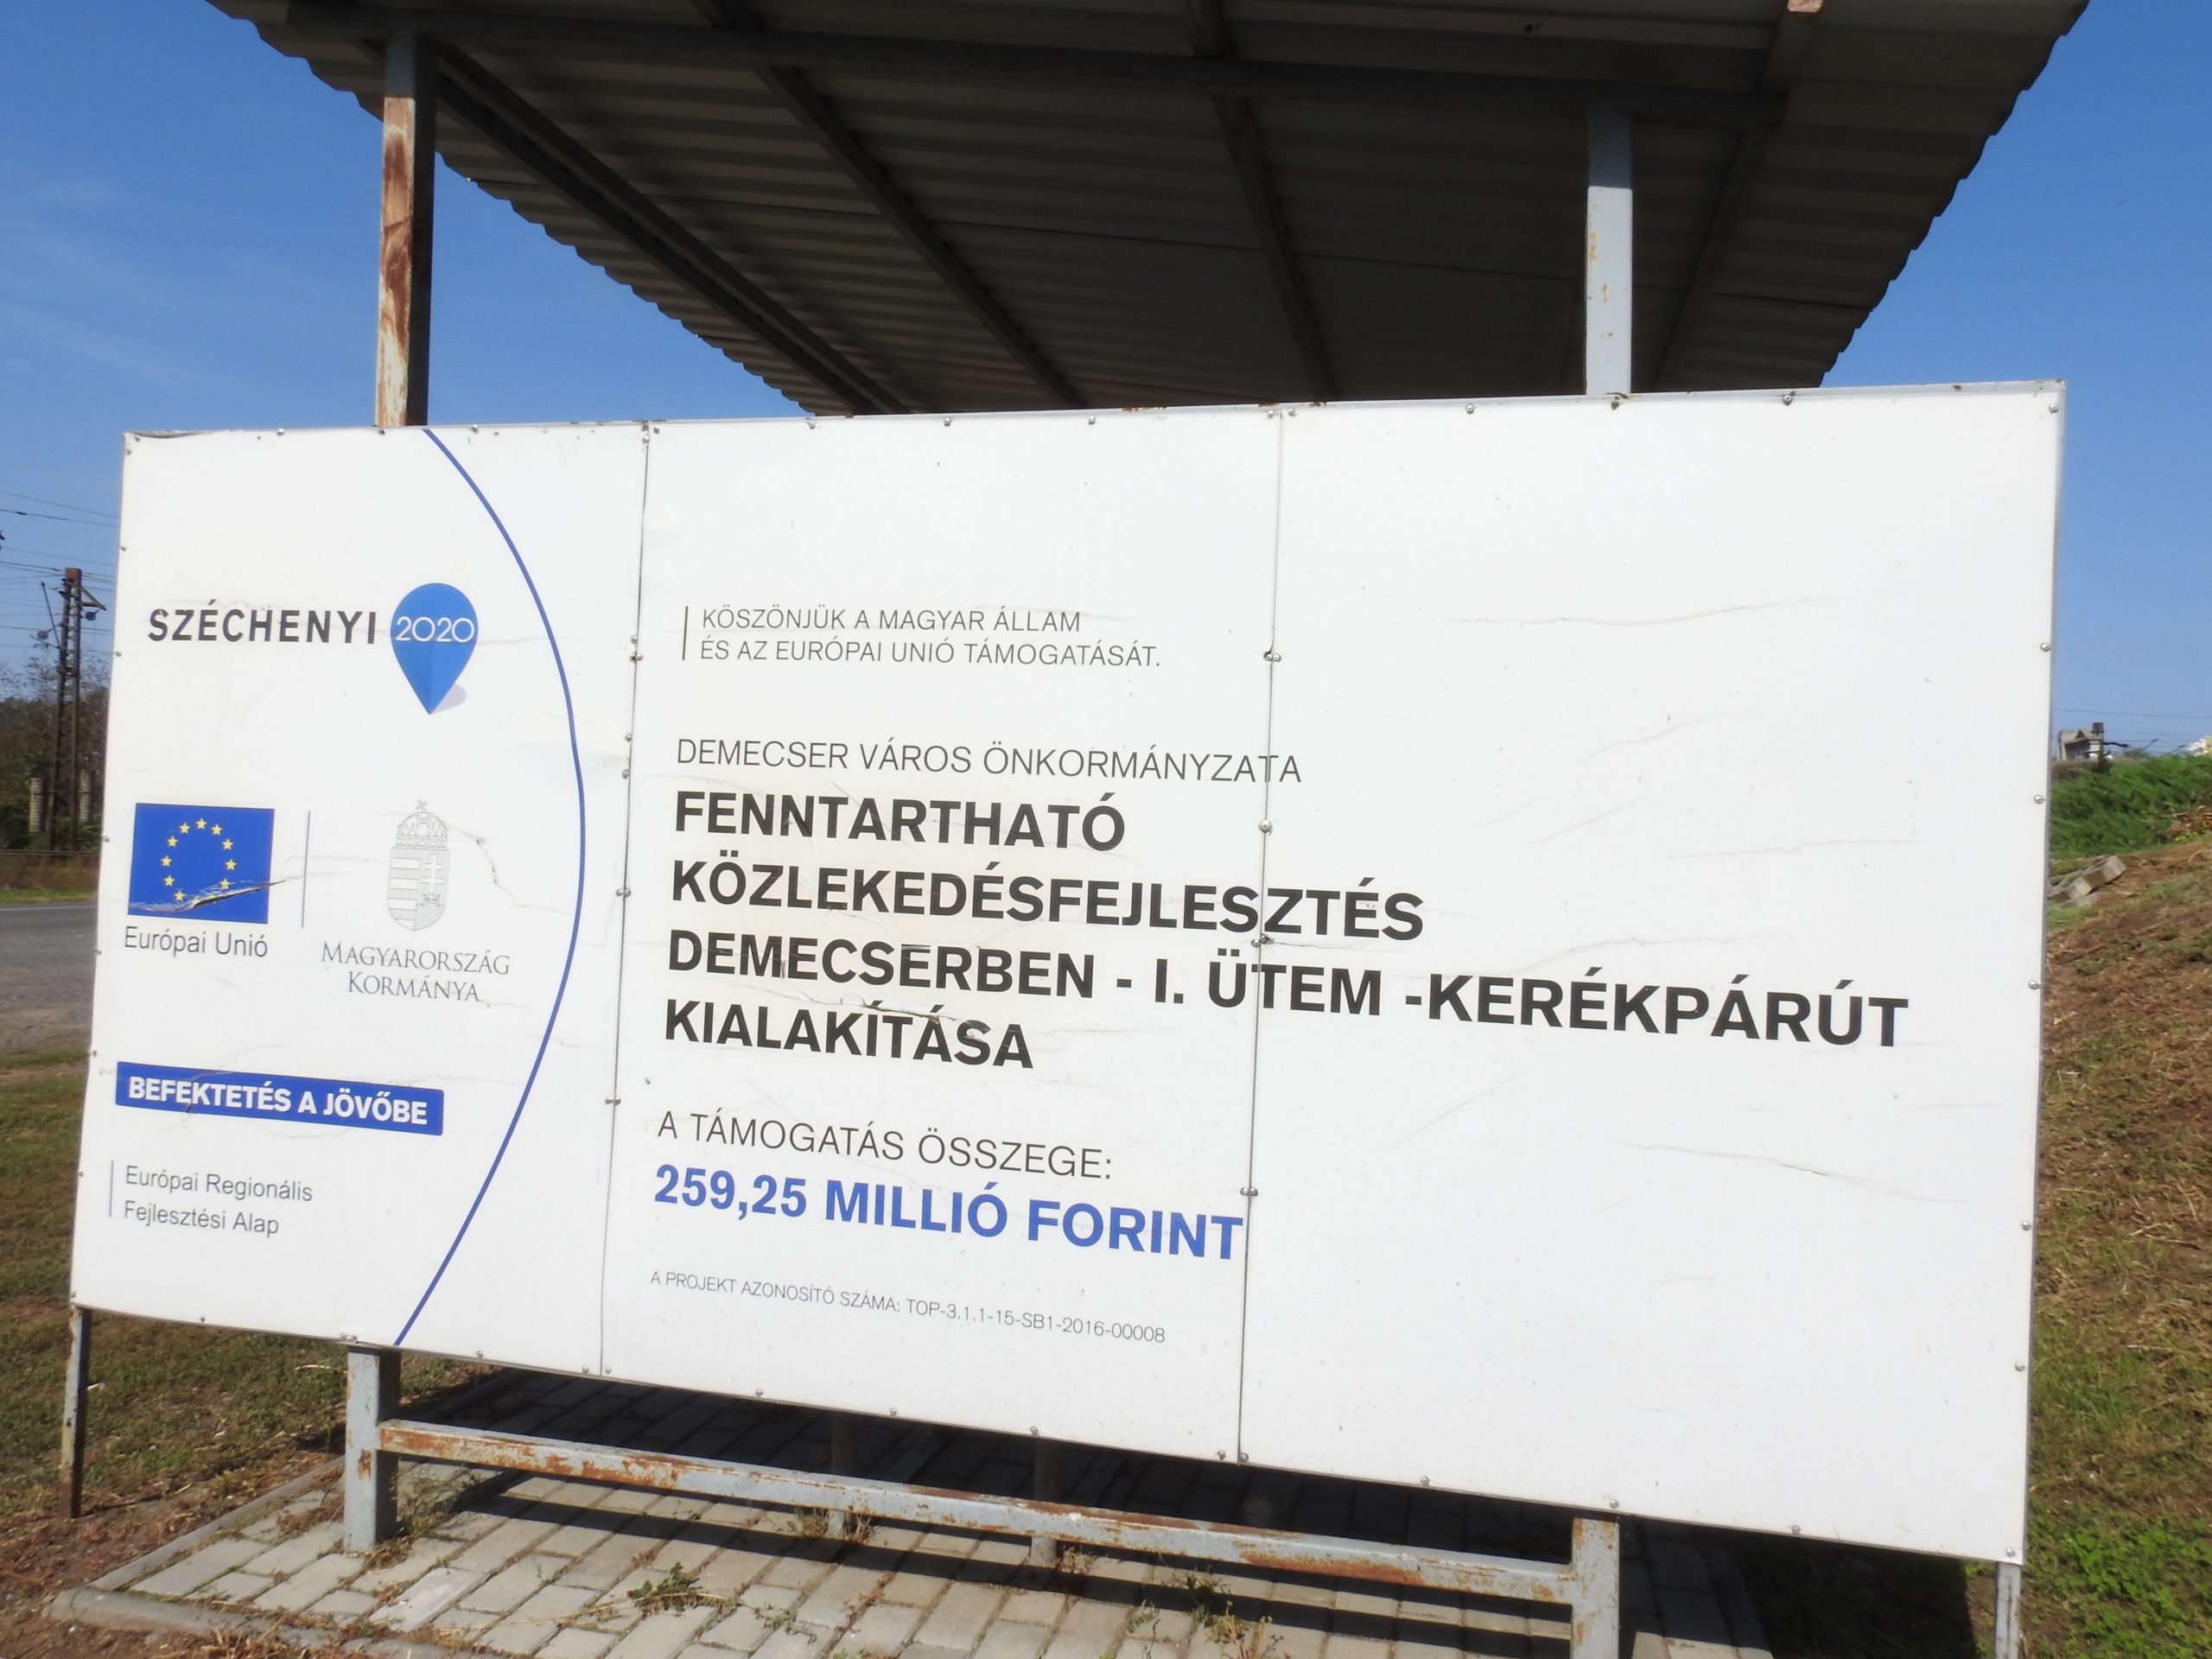 SZÉCHENYI 2020
Európai Unió
MAGYARORSZÁG
KORMÁNYA
BEFEKTETÉS A JÖVŐBE
Európai Regionális
Fejlesztési Alap
KÖSZÖNJÜK A MAGYAR ÁLLAM
ÉS AZ EURÓPAI UNIÓ TÁMOGATÁSÁT.
DEMECSER VÁROS ÖNKORMÁNYZATA
FENNTARTHATÓ
KÖZLEKEDÉSFEJLESZTÉS
DEMECSERBEN - I. ÜTEM -KERÉKPÁRÚT
KIALAKÍTÁSA
A TÁMOGATÁS ÖSSZEGE:
259,25 MILLIÓ FORINT
A PROJEKT AZONOSÍTÓ SZÁMA: TOP-3.1.1-15-SB1-2016-00008